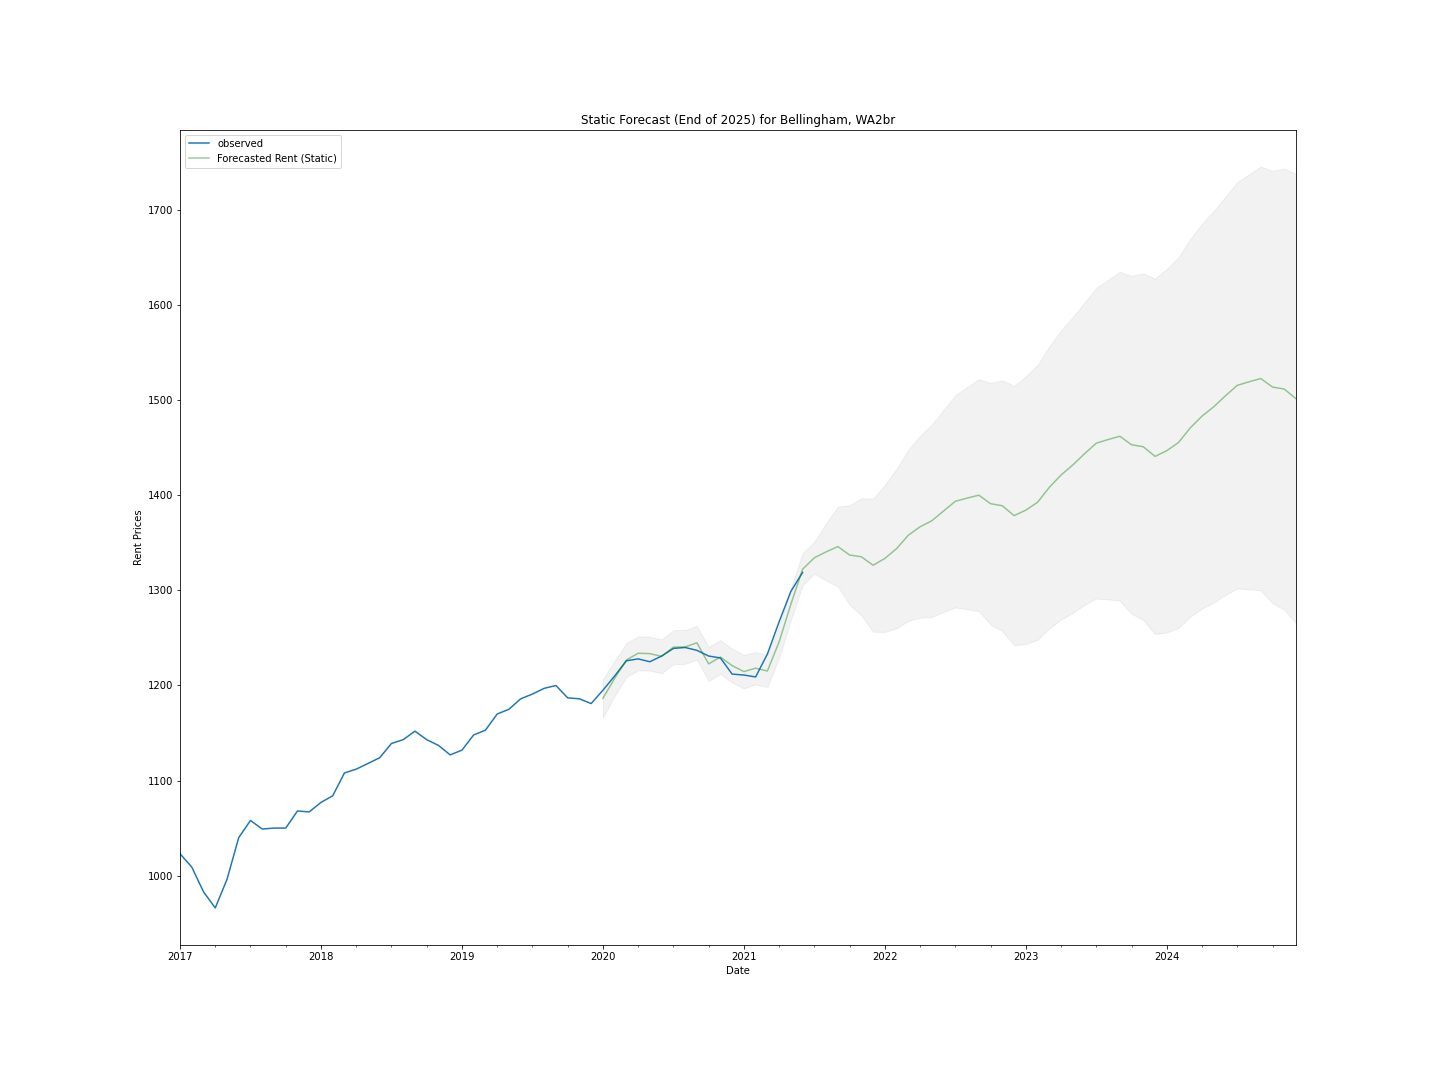 Static Forecast (End of 2025) for Bellingham, WA2br
observed
Forecasted Rent (Static)
1700
1600
1500
1400
1300
1200
1100
1000
Rent Prices
2017 2018 2019 2020 2021 2022 2023 2024
Date